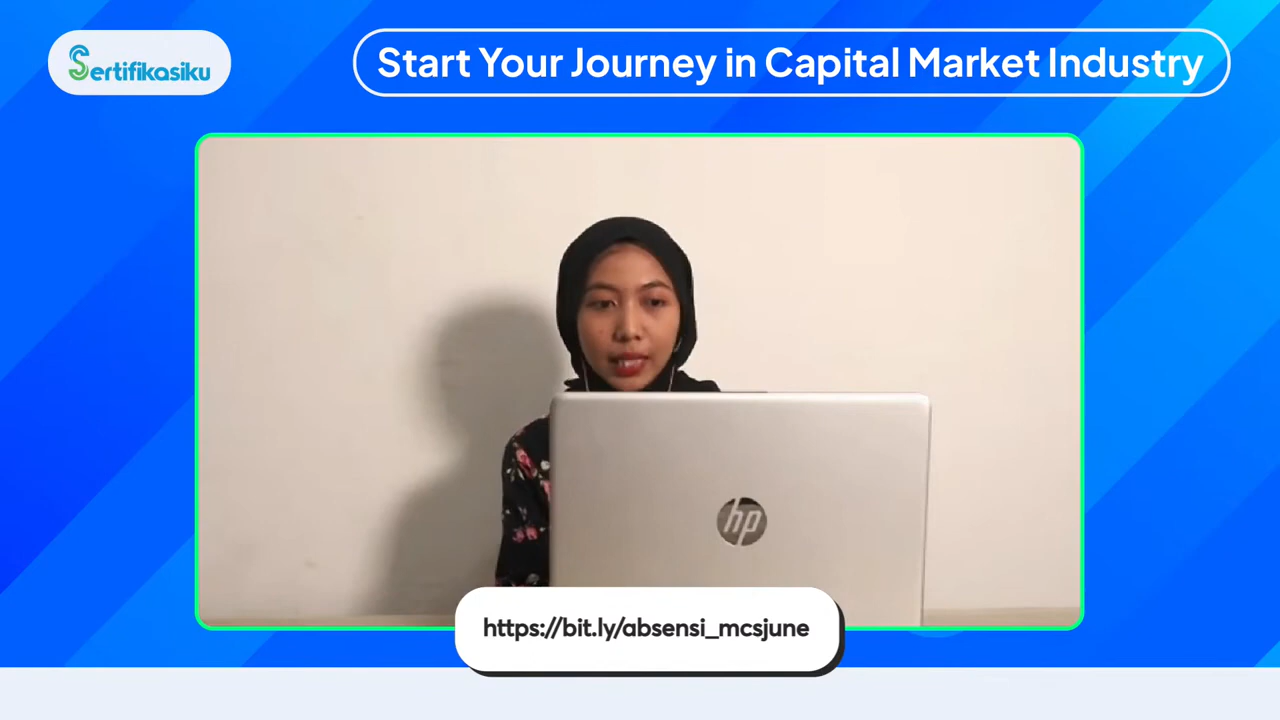 Sertifikasiku
Start Your Journey in Capital Market Industry
hp
https://bit.ly/absensi_mcsjune